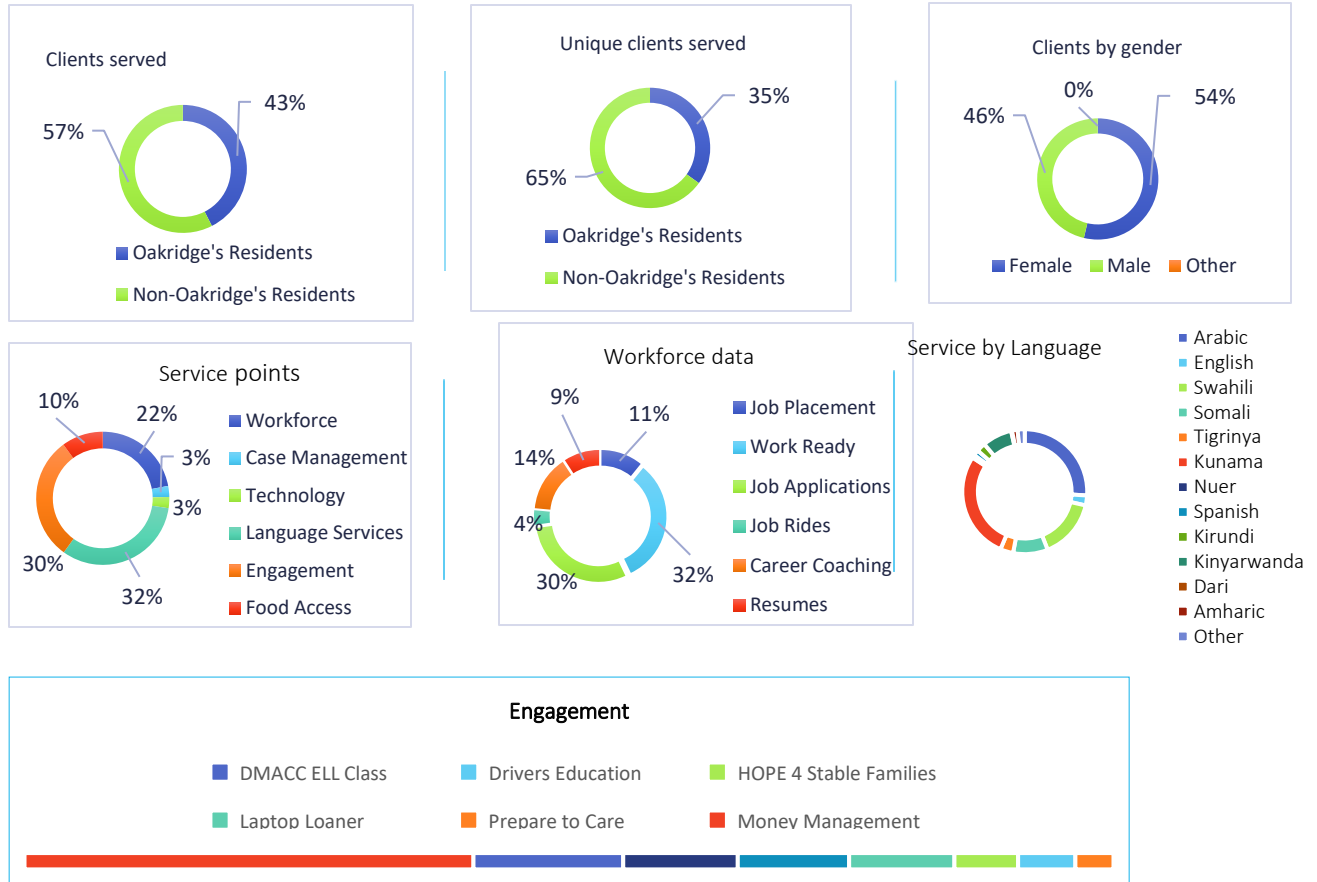 Clients served
43%
57%
Oakridge's Residents
Non-Oakridge's Residents
Unique clients served
35%
65%
Oakridge's Residents
Non-Oakridge's Residents
Clients by gender
0%
54%
46%
Female Male Other
Service points
10%
22%
3%
3%
30%
32%
Workforce
Case Management
Technology
Language Services
Engagement
Food Access
Workforce data
9%
11%
14%
4%
30%
32%
Job Placement
Work Ready
Job Applications
Job Rides
Career Coaching
Resumes
Service by Language
Arabic
English
Swahili
Somali
Tigrinya
Kunama
Nuer
Spanish
Kirundi
Kinyarwanda
Dari
Amharic
Other
Engagement
DMACC ELL Class Drivers Education HOPE 4 Stable Families
Laptop Loaner Prepare to Care Money Management